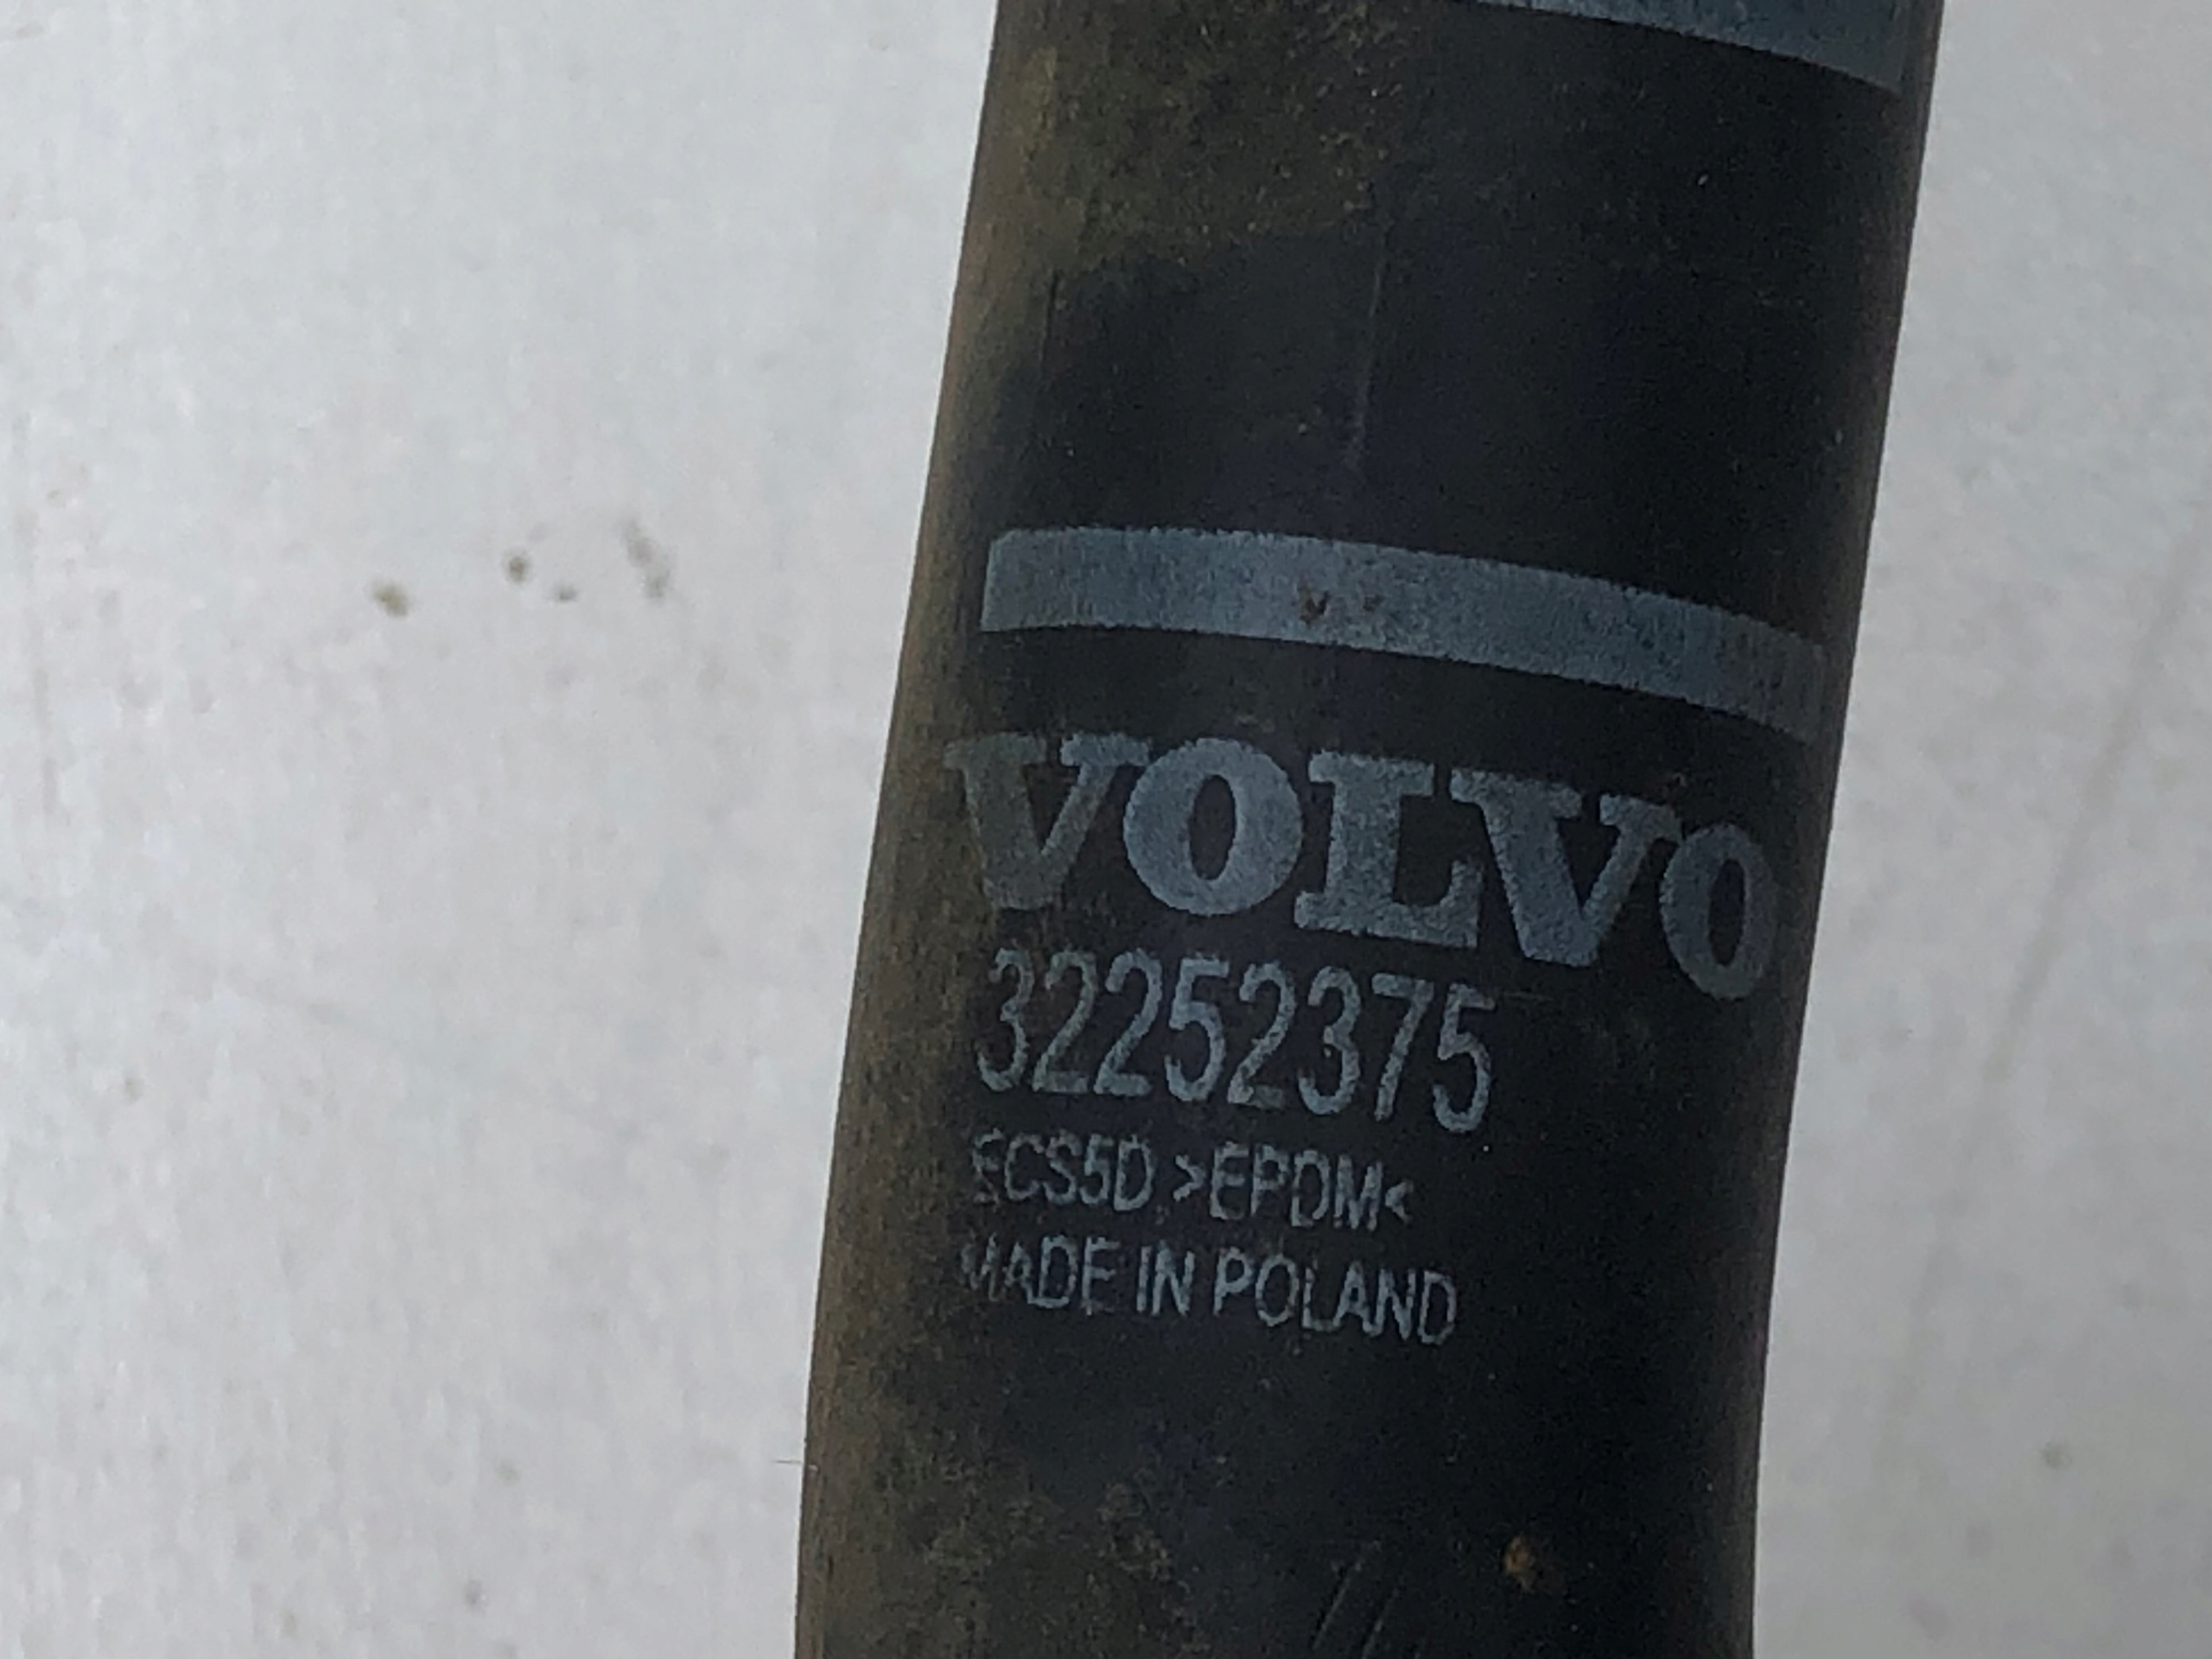 VOLVO
32252375
ECS5D >EPDM<
MADE IN POLAND